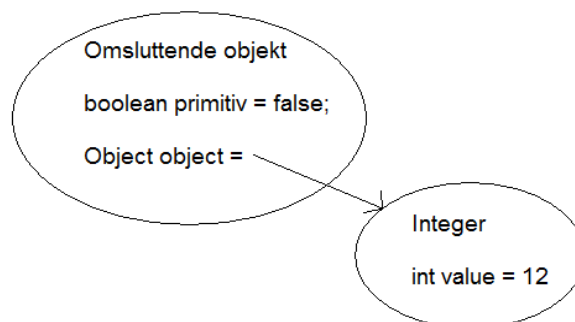 Omsluttende objekt
boolean primitiv = false;
Object object =
Integer
int value = 12